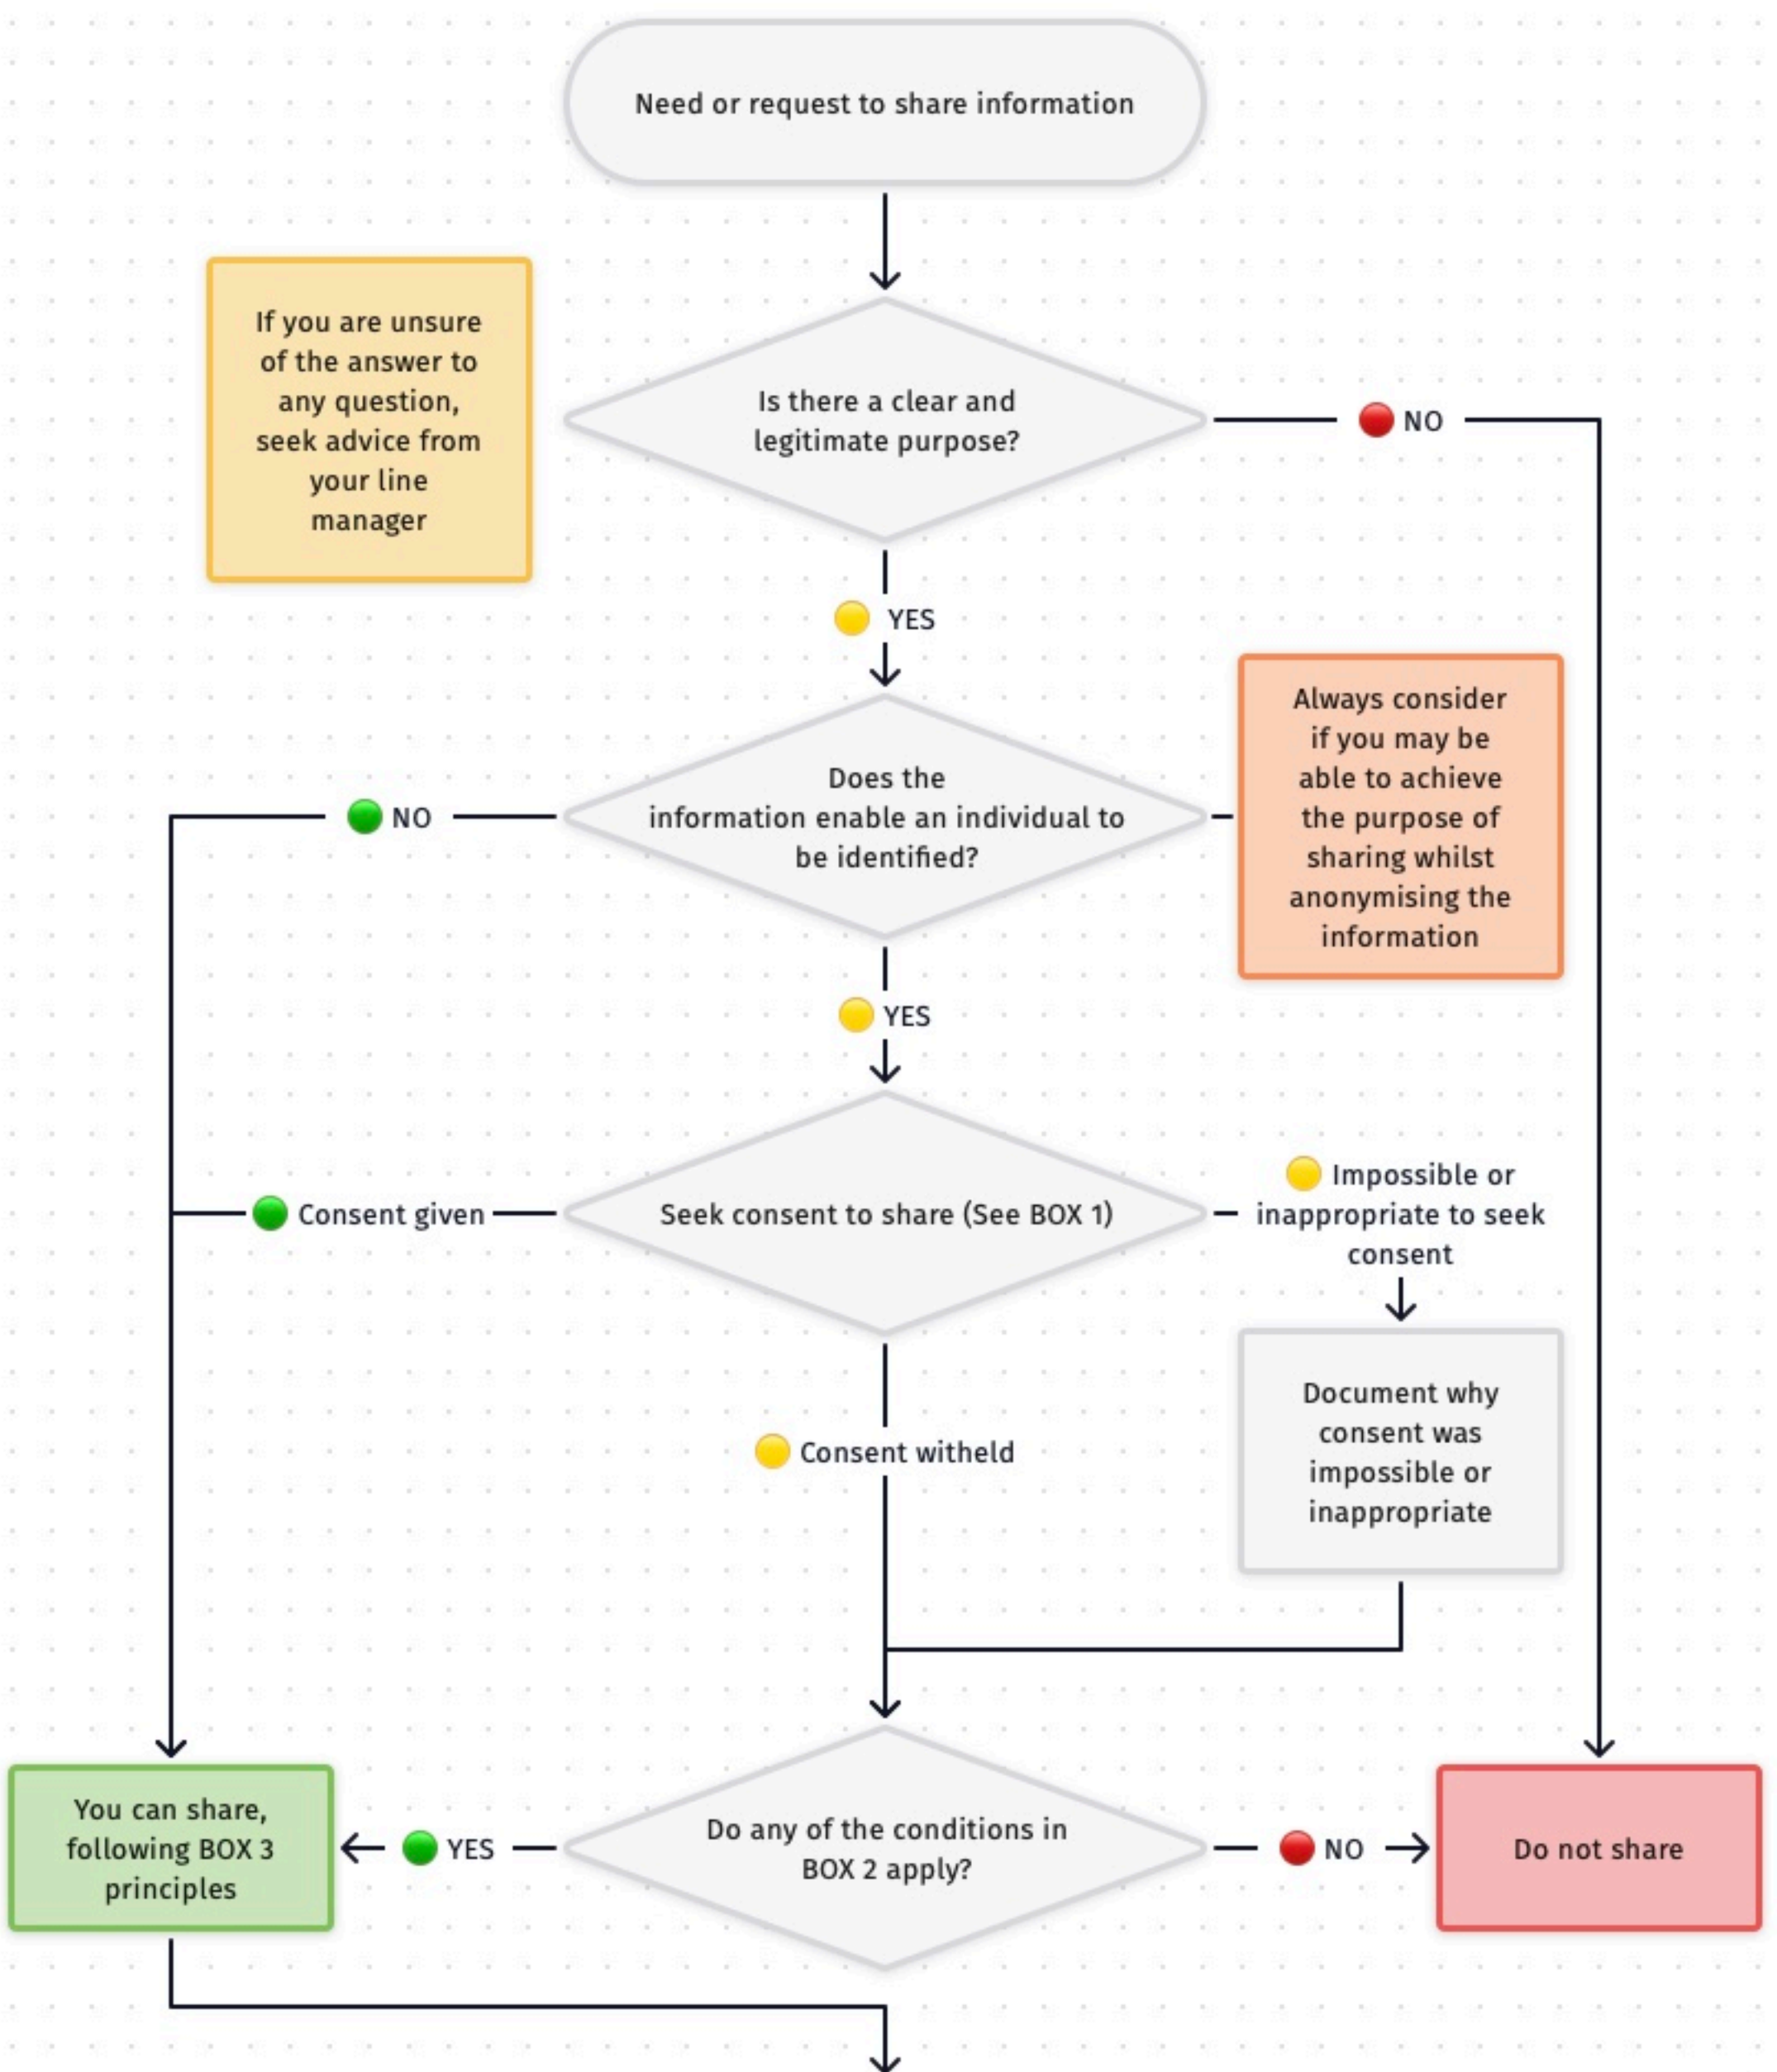 Need or request to share information
If you are unsure
of the answer to
any question,
seek advice from
your line
manager
Is there a clear and
legitimate purpose?
NO
YES
Does the
information enable an individual to
be identified?
NO
Always consider
if you may be
able to achieve
the purpose of
sharing whilst
anonymising the
information
YES
Seek consent to share (See BOX 1)
Consent given
Impossible or
inappropriate to seek
consent
Document why
consent was
impossible or
inappropriate
Consent witheld
You can share,
following BOX 3
principles
YES
Do any of the conditions in
BOX 2 apply?
NO
Do not share